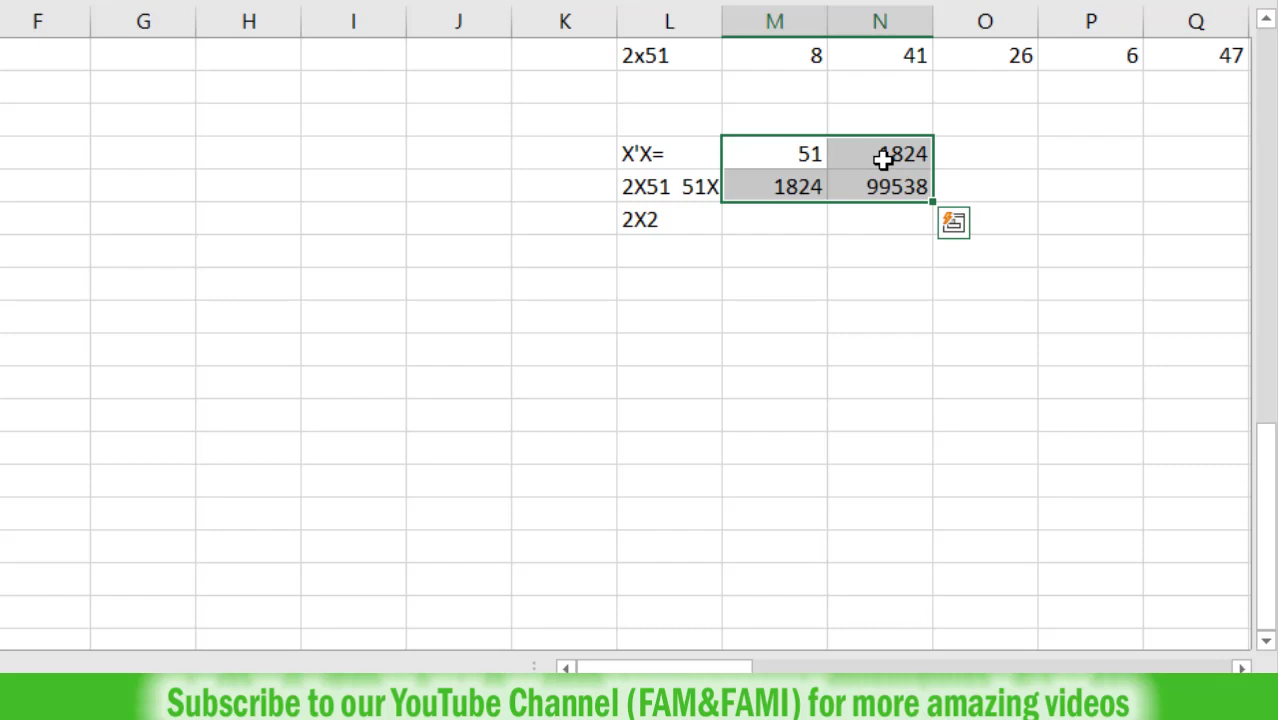 F G H I J K L M N O P Q
2x51 8 41 26 6 47
X'X= 51 1824
2X51 51X 1824 99538
2X2
Subscribe to our YouTube Channel (FAM&FAMI) for more amazing videos